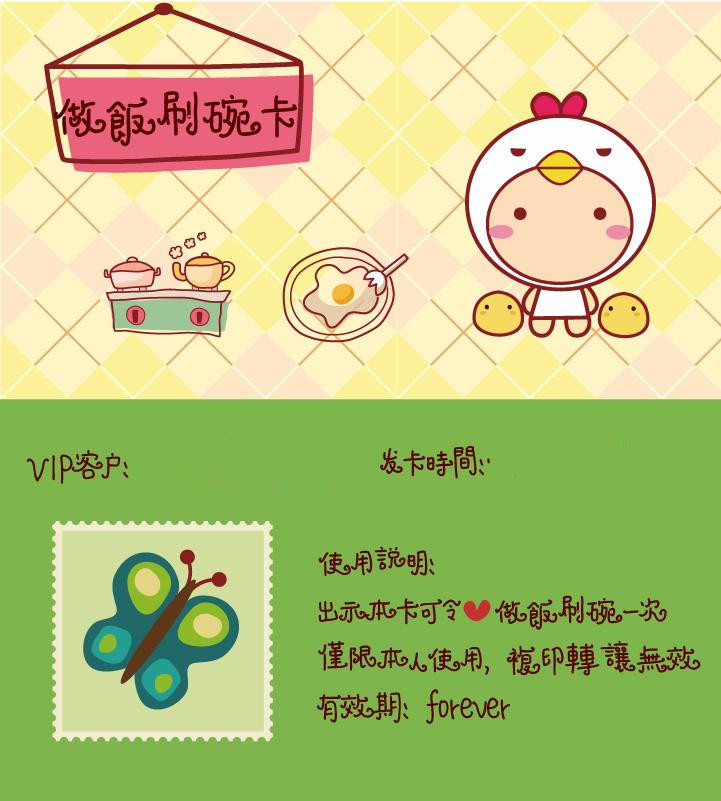 做飯刷碗卡
VIP客户:
发卡時間:
使用説明:
出示本卡可令❤做飯刷碗一次
僅限本人使用, 複印轉讓無效
有效期: forever